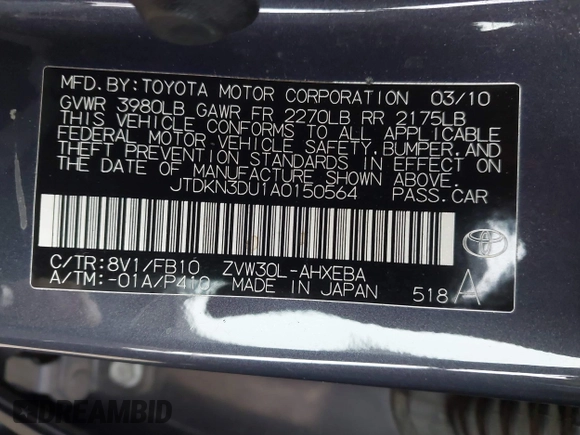 MFD. BY: TOYOTA MOTOR CORPORATION 03/10
GVWR 3980LB GAWR FR 2270LB RR 2175LB
THIS VEHICLE CONFORMS TO ALL APPLICABLE
FEDERAL MOTOR VEHICLE SAFETY, BUMPER, AND
THEFT PREVENTION STANDARDS IN EFFECT ON
THE DATE OF MANUFACTURE SHOWN ABOVE.
JTDKN3DU1A0150564 PASS. CAR
C/TR: 8V1/FB10 ZVW30L-AHXEBA
A/TM: -01A/P410 MADE IN JAPAN 518 A
DREAMBID